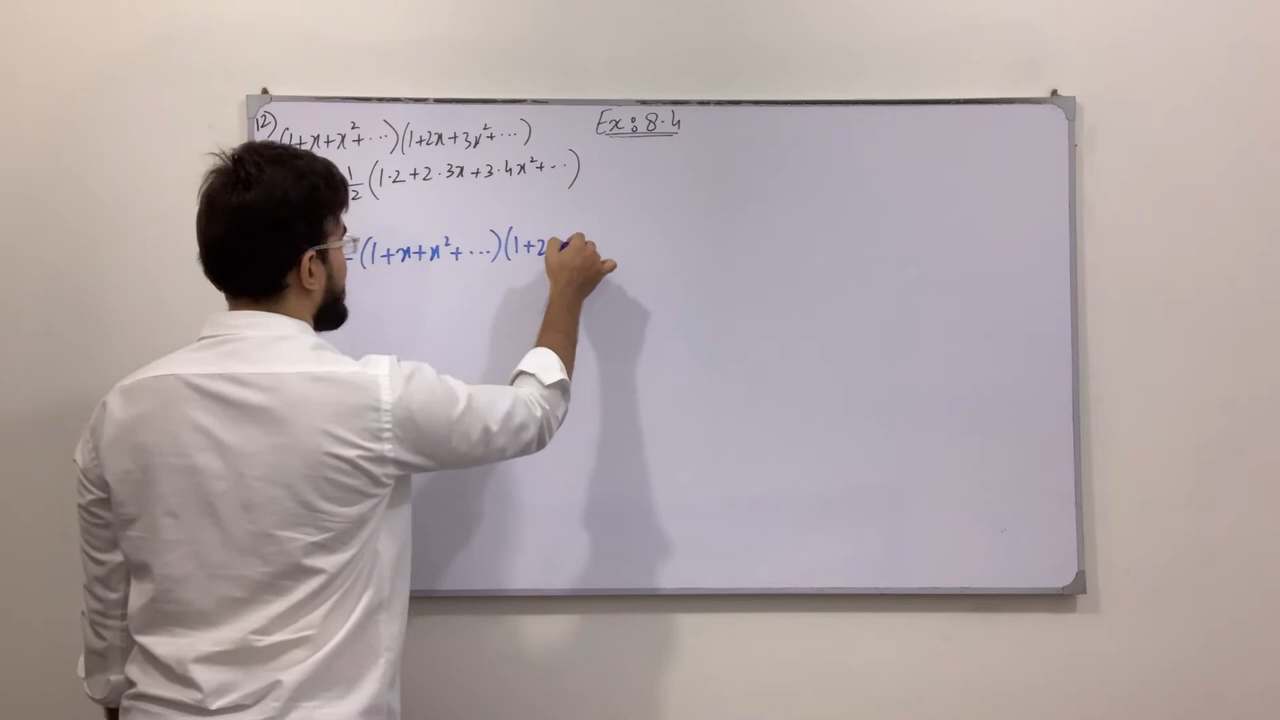 12) (1+x+x²+...)(1+2x+3x²+...)
Ex: 8.4
1/2 (1·2+2·3x+3·4x²+...)
=(1+x+x²+...)(1+2